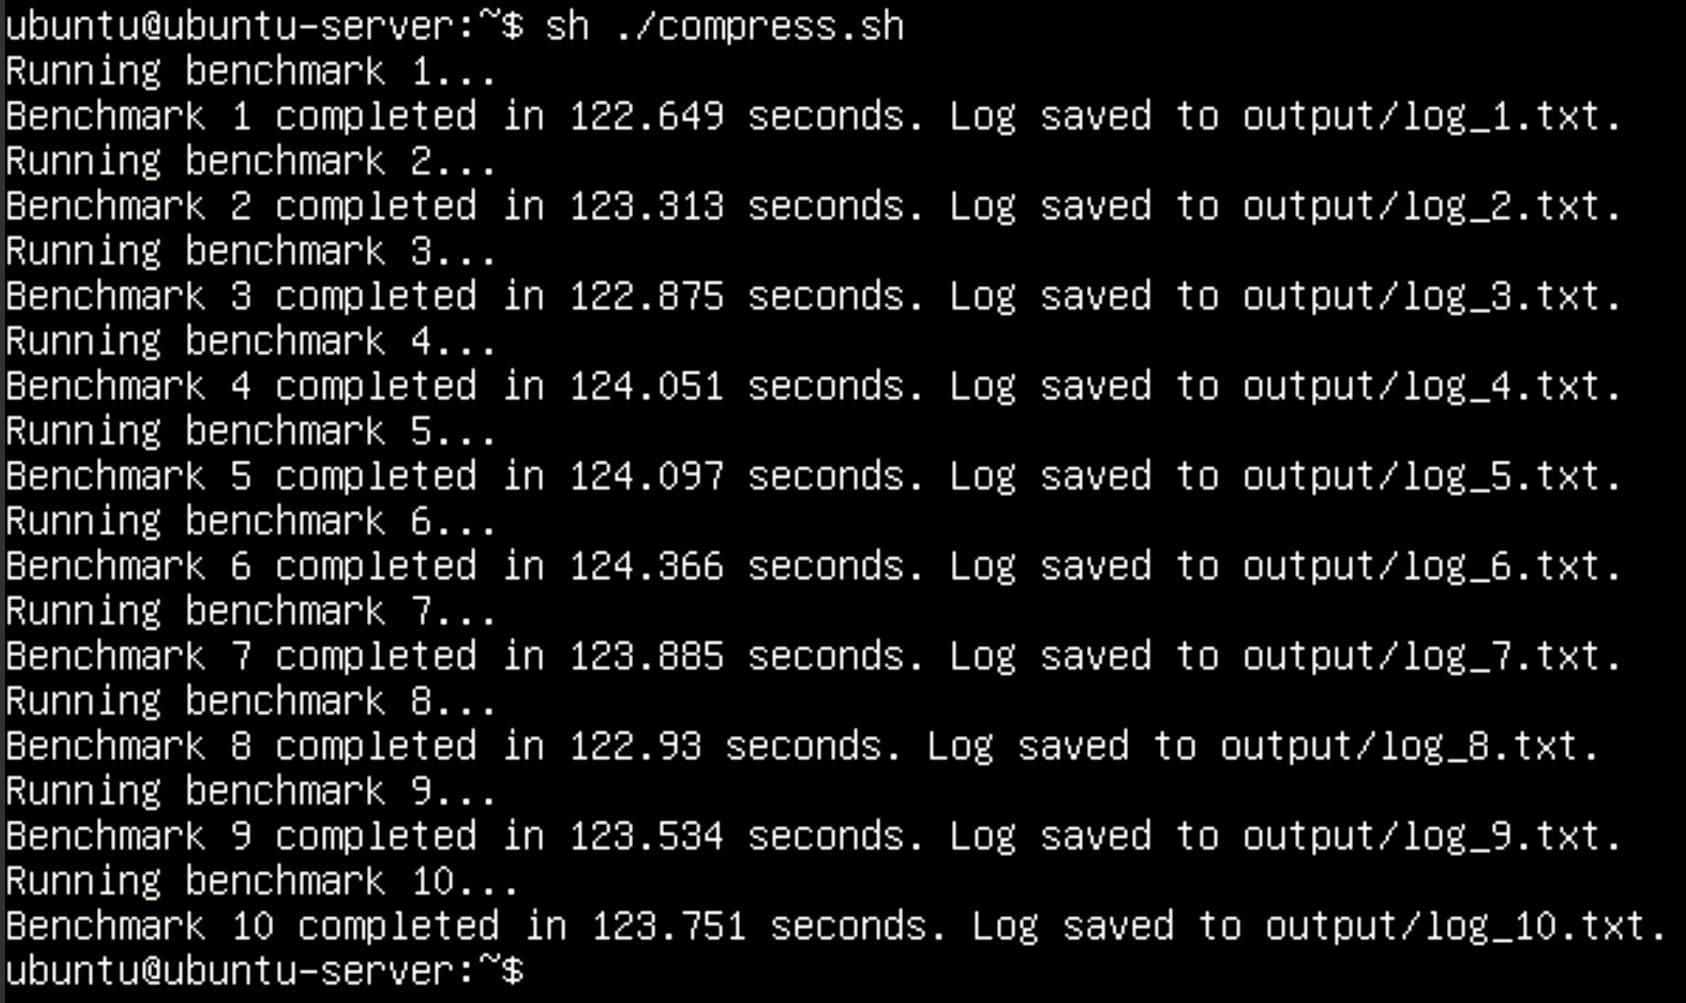 ubuntu@ubuntu-server:~$ sh ./compress.sh
Running benchmark 1...
Benchmark 1 completed in 122.649 seconds. Log saved to output/log_1.txt.
Running benchmark 2...
Benchmark 2 completed in 123.313 seconds. Log saved to output/log_2.txt.
Running benchmark 3...
Benchmark 3 completed in 122.875 seconds. Log saved to output/log_3.txt.
Running benchmark 4...
Benchmark 4 completed in 124.051 seconds. Log saved to output/log_4.txt.
Running benchmark 5...
Benchmark 5 completed in 124.097 seconds. Log saved to output/log_5.txt.
Running benchmark 6...
Benchmark 6 completed in 124.366 seconds. Log saved to output/log_6.txt.
Running benchmark 7...
Benchmark 7 completed in 123.885 seconds. Log saved to output/log_7.txt.
Running benchmark 8...
Benchmark 8 completed in 122.93 seconds. Log saved to output/log_8.txt.
Running benchmark 9...
Benchmark 9 completed in 123.534 seconds. Log saved to output/log_9.txt.
Running benchmark 10...
Benchmark 10 completed in 123.751 seconds. Log saved to output/log_10.txt.
ubuntu@ubuntu-server:~$